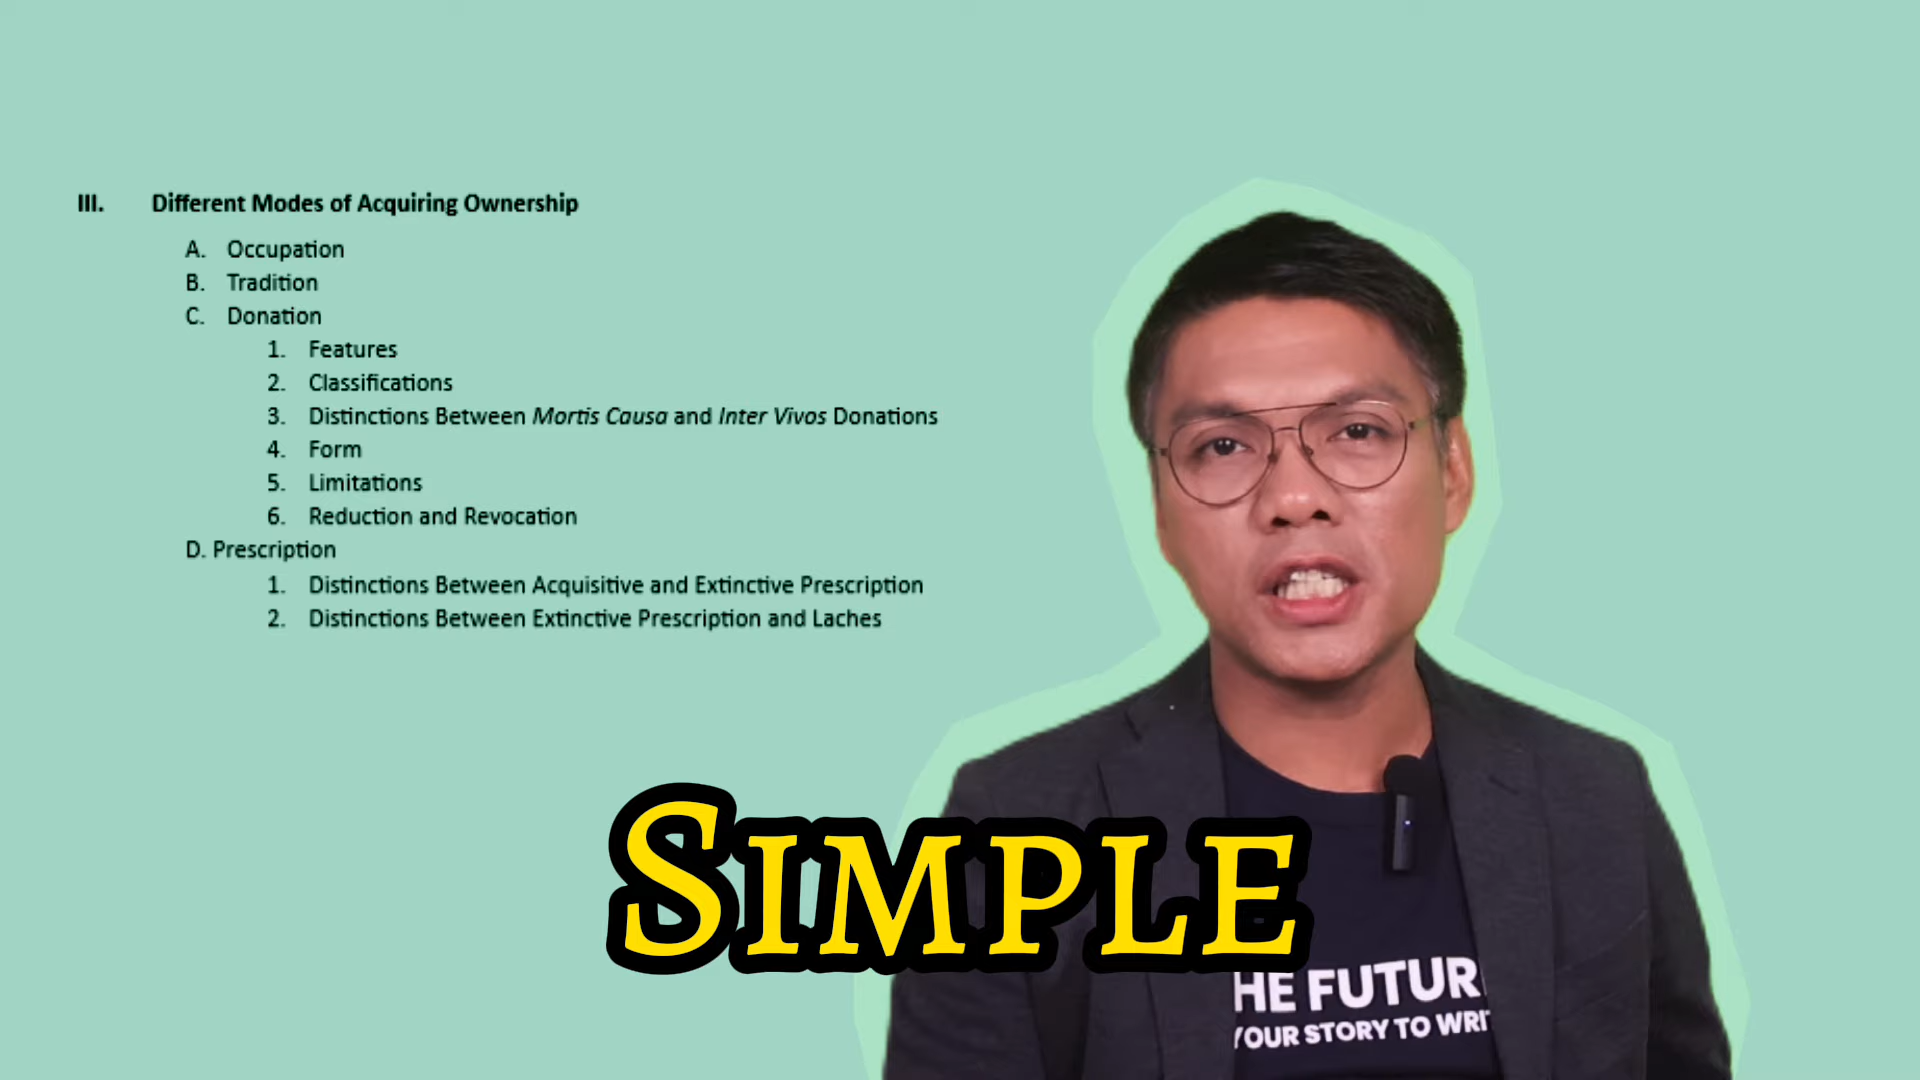 III. Different Modes of Acquiring Ownership
A. Occupation
B. Tradition
C. Donation
1. Features
2. Classifications
3. Distinctions Between Mortis Causa and Inter Vivos Donations
4. Form
5. Limitations
6. Reduction and Revocation
D. Prescription
1. Distinctions Between Acquisitive and Extinctive Prescription
2. Distinctions Between Extinctive Prescription and Laches
SIMPLE
HE FUTUR
YOUR STORY TO WRI